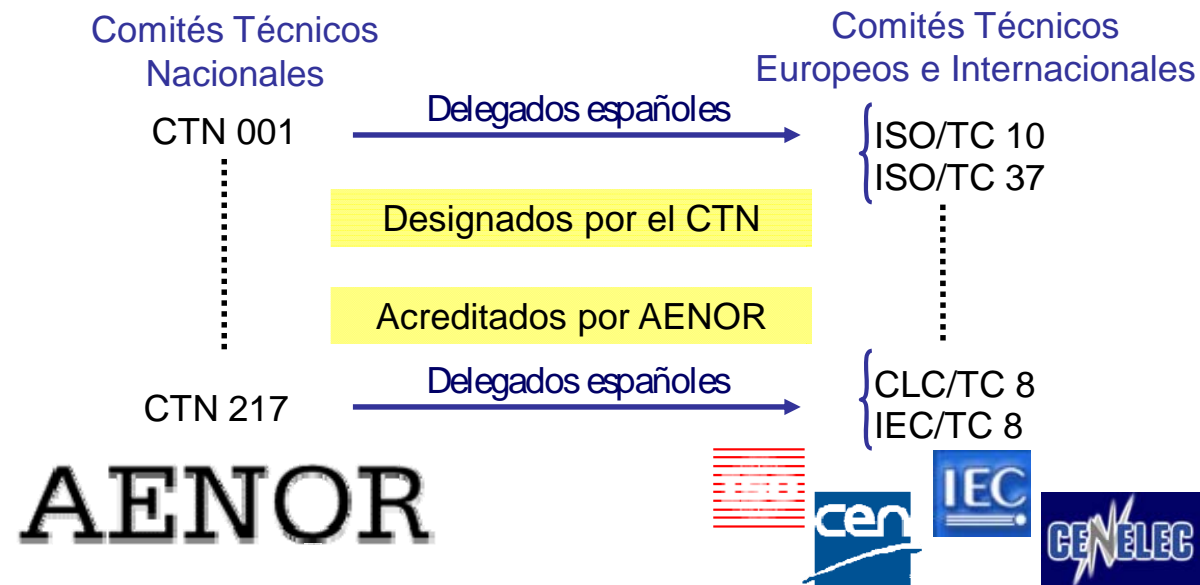 Comités Técnicos
Nacionales
Comités Técnicos
Europeos e Internacionales
CTN 001
Delegados españoles
ISO/TC 10
ISO/TC 37
Designados por el CTN
Acreditados por AENOR
CTN 217
Delegados españoles
CLC/TC 8
IEC/TC 8
AENOR
ISO
cen
IEC
CENELEC